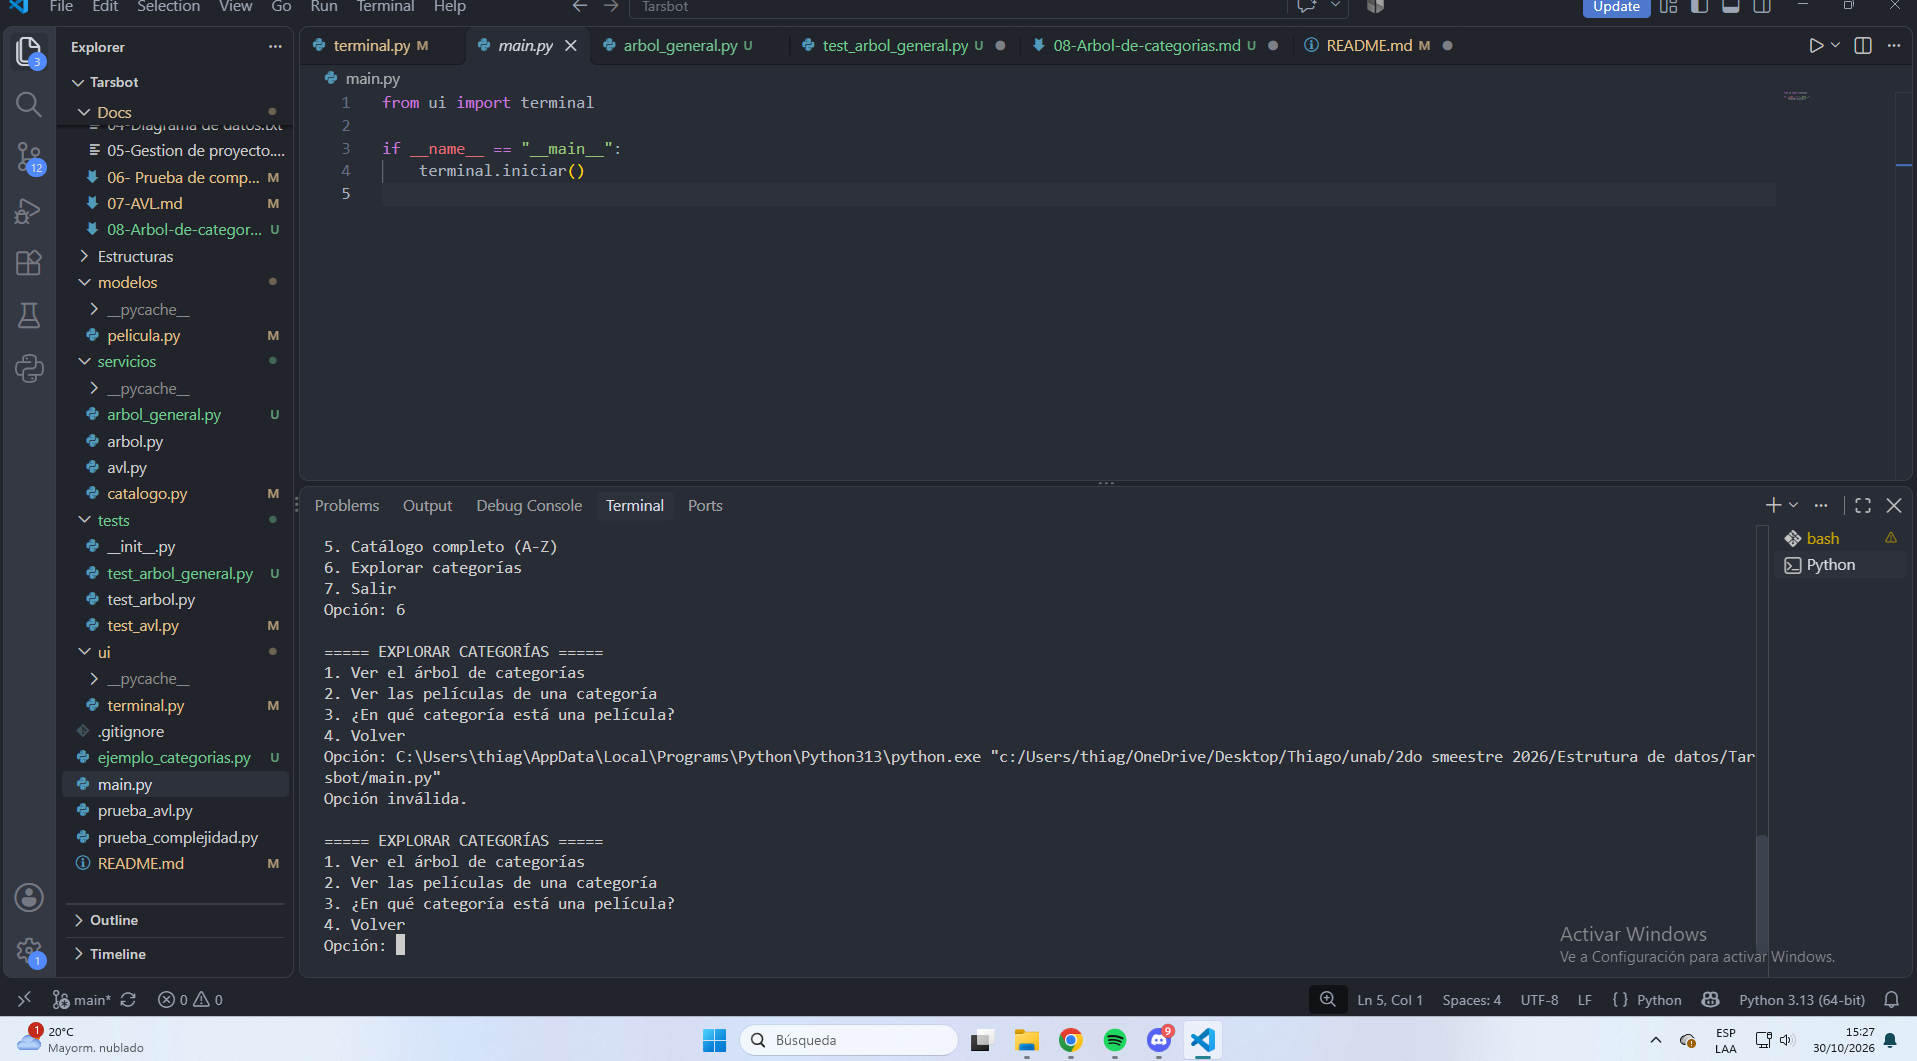 File Edit Selection View Go Run Terminal Help
Tarsbot
Update
Explorer
3
Tarsbot
Docs
04-Diagrama de datos.txt
05-Gestion de proyecto....
12
06- Prueba de comp... M
07-AVL.md M
08-Arbol-de-categor... U
Estructuras
modelos
__pycache__
pelicula.py M
servicios
__pycache__
arbol_general.py U
arbol.py
avl.py
catalogo.py M
tests
__init__.py
test_arbol_general.py U
test_arbol.py
test_avl.py M
ui
__pycache__
terminal.py M
.gitignore
ejemplo_categorias.py U
main.py
prueba_avl.py
prueba_complejidad.py
README.md M
Outline
Timeline
1
terminal.py M main.py arbol_general.py U test_arbol_general.py U 08-Arbol-de-categorias.md U README.md M
main.py
1 from ui import terminal
2
3 if __name__ == "__main__":
4 terminal.iniciar()
5
Problems Output Debug Console Terminal Ports
bash
Python
5. Catálogo completo (A-Z)
6. Explorar categorías
7. Salir
Opción: 6
===== EXPLORAR CATEGORÍAS =====
1. Ver el árbol de categorías
2. Ver las películas de una categoría
3. ¿En qué categoría está una película?
4. Volver
Opción: C:\Users\thiag\AppData\Local\Programs\Python\Python313\python.exe "c:/Users/thiag/OneDrive/Desktop/Thiago/unab/2do smeestre 2026/Estrutura de datos/Tar
sbot/main.py"
Opción inválida.
===== EXPLORAR CATEGORÍAS =====
1. Ver el árbol de categorías
2. Ver las películas de una categoría
3. ¿En qué categoría está una película?
4. Volver
Opción:
Activar Windows
Ve a Configuración para activar Windows.
main* 0 0
Ln 5, Col 1 Spaces: 4 UTF-8 LF {} Python Python 3.13 (64-bit)
1
20°C
Mayorm. nublado
Búsqueda
9
ESP
LAA
15:27
30/10/2026